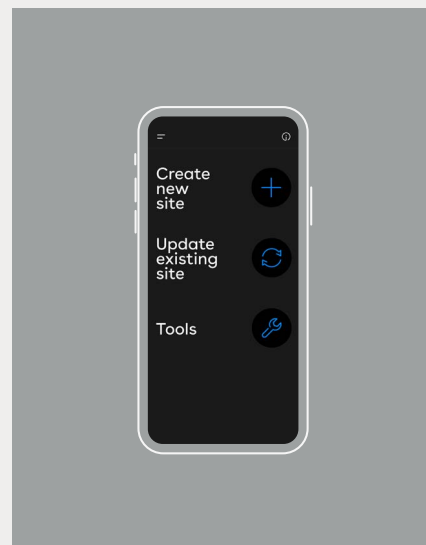 Create
new
site
Update
existing
site
Tools